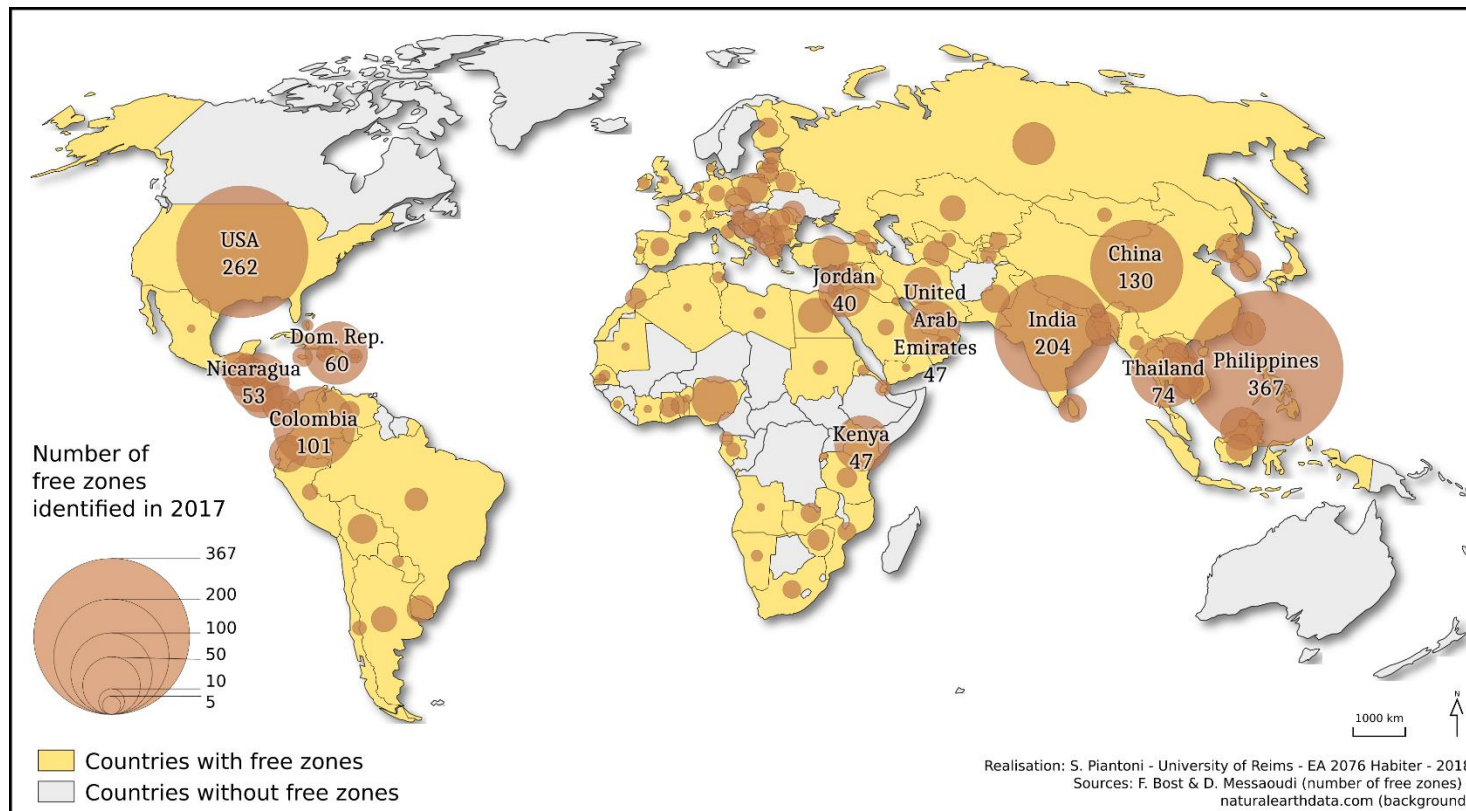 USA
262
Dom. Rep.
60
Nicaragua
53
Colombia
101
Jordan
40
United
Arab
Emirates
47
Kenya
47
China
130
India
204
Thailand
74
Philippines
367
Number of
free zones
identified in 2017
367
200
100
50
10
5
Countries with free zones
Countries without free zones
N
1000 km
Realisation: S. Piantoni - University of Reims - EA 2076 Habiter - 2018
Sources: F. Bost & D. Messaoudi (number of free zones)
naturalearthdata.com (background